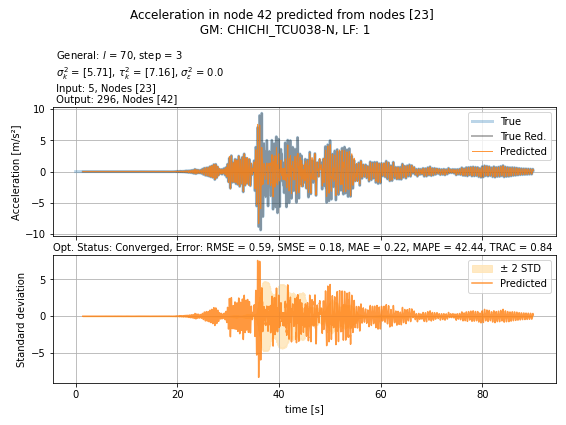 Acceleration in node 42 predicted from nodes [23]
GM: CHICHI_TCU038-N, LF: 1
General: l = 70, step = 3
σ²ₖ = [5.71], τ²ₖ = [7.16], σ²ε = 0.0
Input: 5, Nodes [23]
Output: 296, Nodes [42]
Acceleration [m/s²]
10
5
0
−5
−10
True
True Red.
Predicted
Opt. Status: Converged, Error: RMSE = 0.59, SMSE = 0.18, MAE = 0.22, MAPE = 42.44, TRAC = 0.84
Standard deviation
5
0
−5
± 2 STD
Predicted
0 20 40 60 80
time [s]